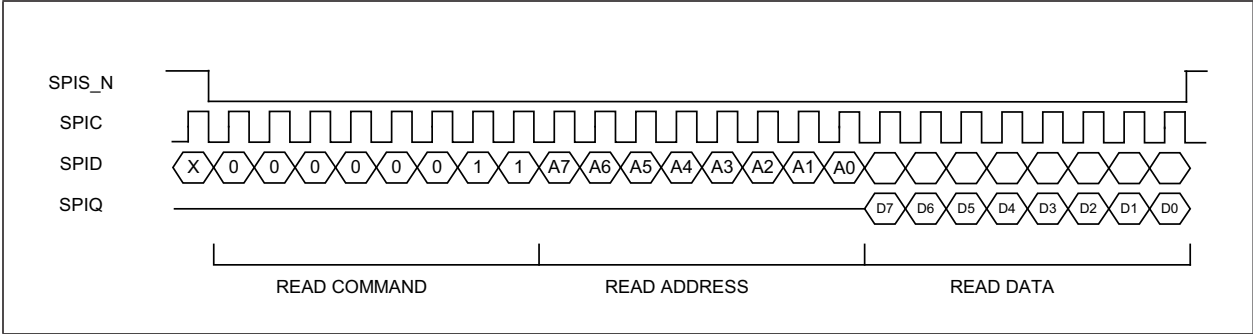 SPIS_N
SPIC
SPID X 0 0 0 0 0 0 1 1 A7 A6 A5 A4 A3 A2 A1 A0
SPIQ D7 D6 D5 D4 D3 D2 D1 D0
READ COMMAND READ ADDRESS READ DATA